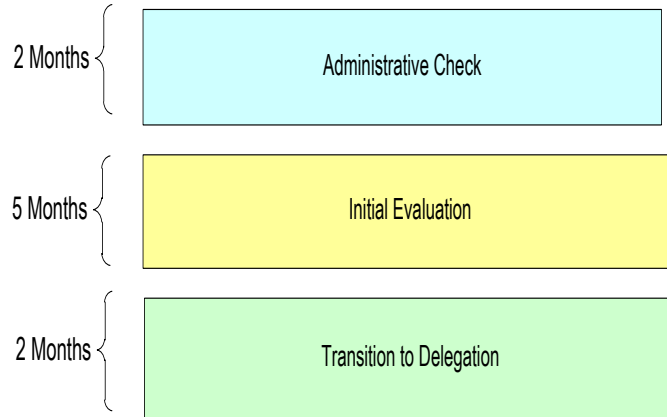 2 Months
Administrative Check
5 Months
Initial Evaluation
2 Months
Transition to Delegation